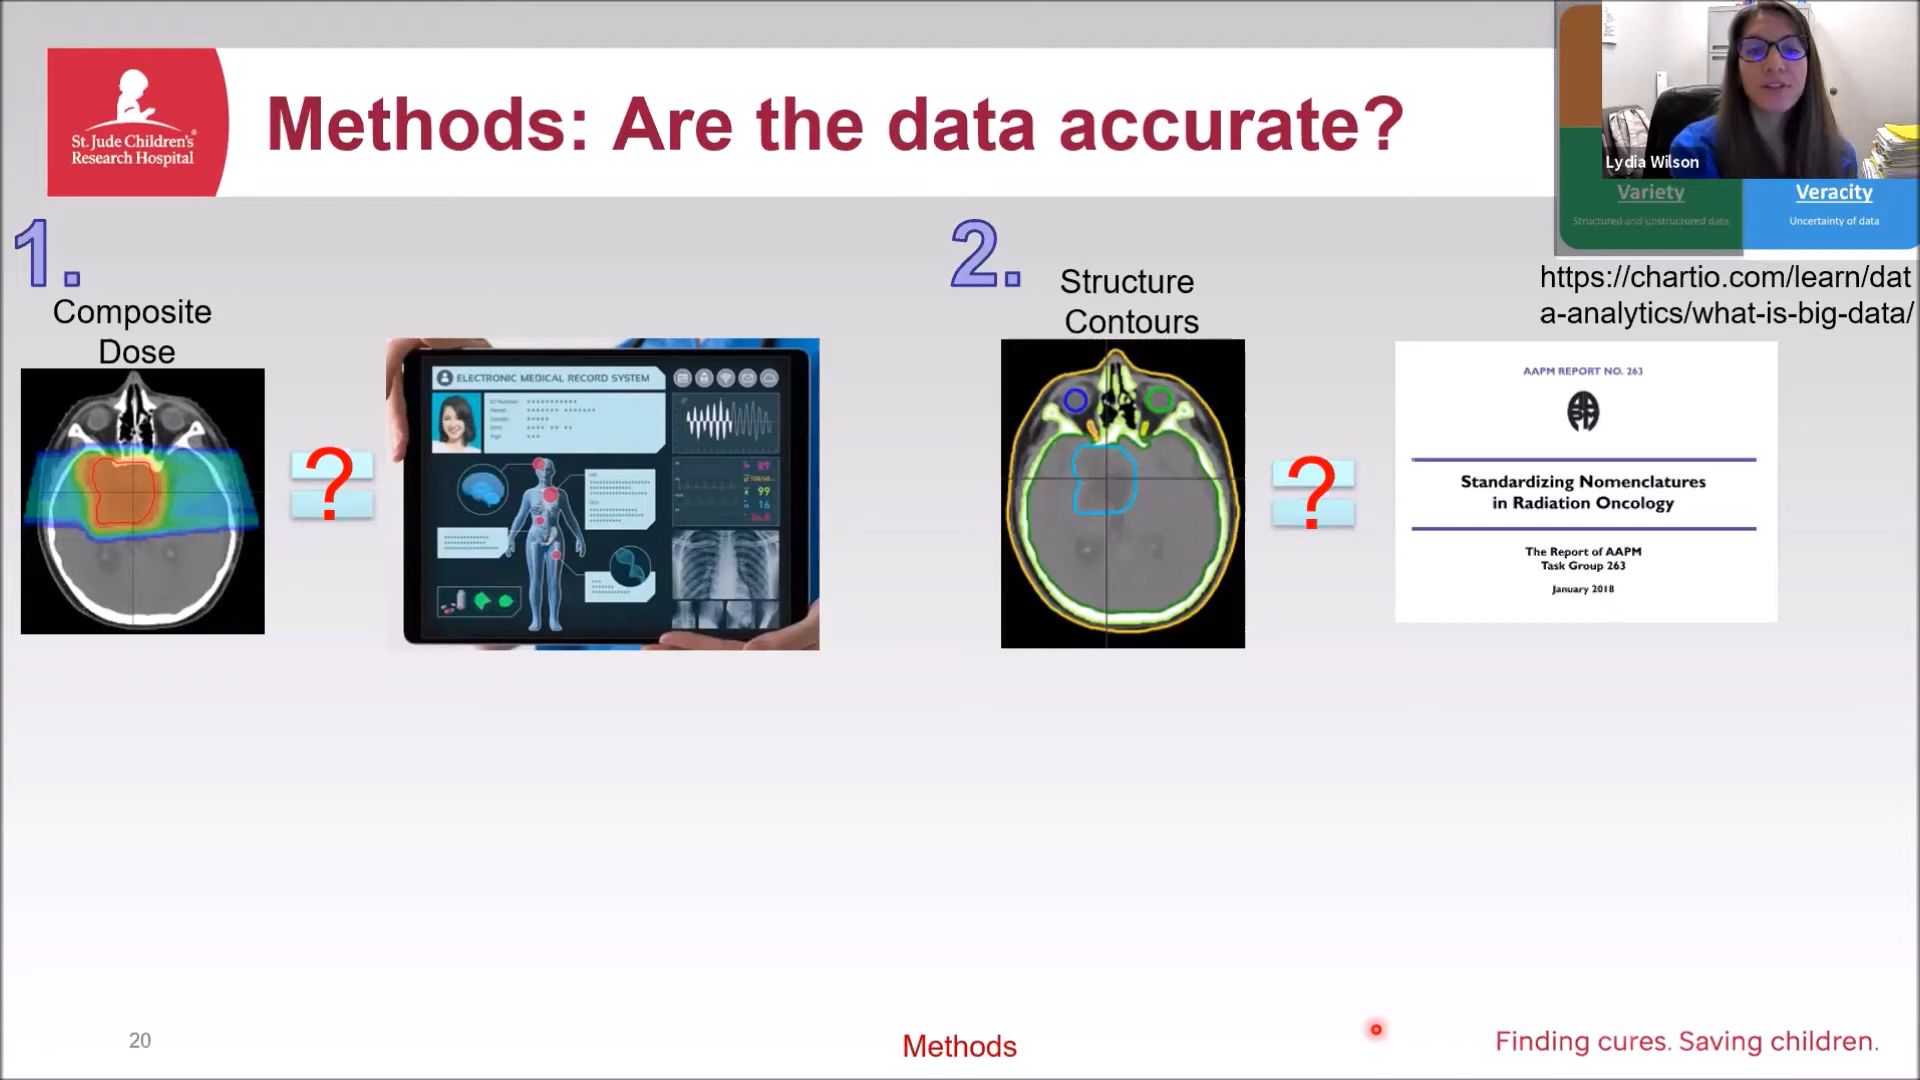 St. Jude Children's®
Research Hospital
Methods: Are the data accurate?
Lydia Wilson
Variety
Structured and unstructured data
Veracity
Uncertainty of data
https://chartio.com/learn/dat
a-analytics/what-is-big-data/
1.
Composite
Dose
?
ELECTRONIC MEDICAL RECORD SYSTEM
89
99
16
2.
Structure
Contours
?
AAPM REPORT NO. 263
Standardizing Nomenclatures
in Radiation Oncology
The Report of AAPM
Task Group 263
January 2018
20
Methods
Finding cures. Saving children.